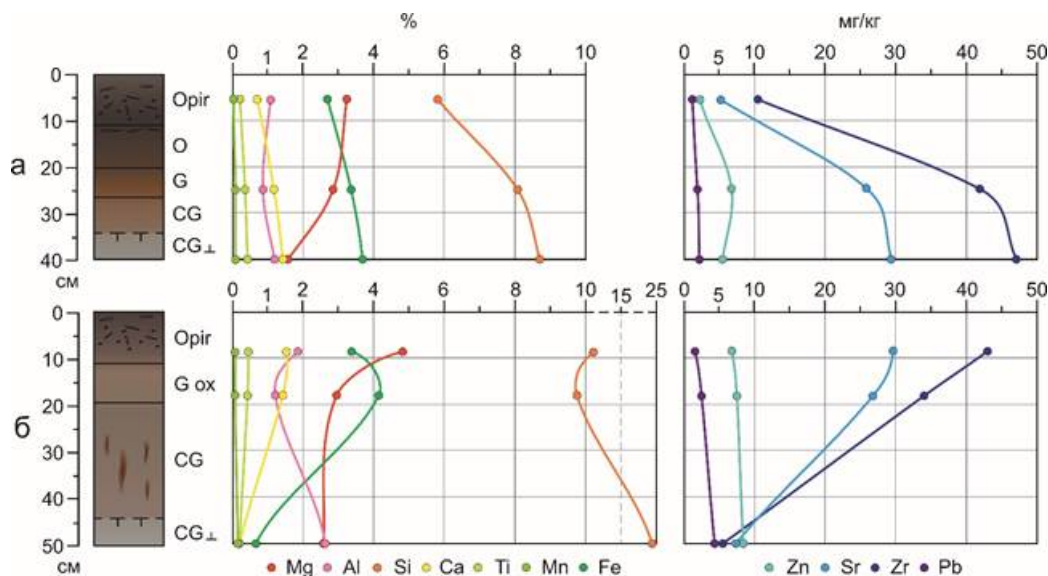 % мг/кг
0 1 2 4 6 8 10 0 5 10 20 30 40 50
0
10
20
30
40
см
а
Opir
O
G
CG
CG⊥
0 1 2 4 6 8 10 15 25 0 5 10 20 30 40 50
0
10
20
30
40
50
см
б
Opir
G ox
CG
CG⊥
Mg Al Si Ca Ti Mn Fe Zn Sr Zr Pb